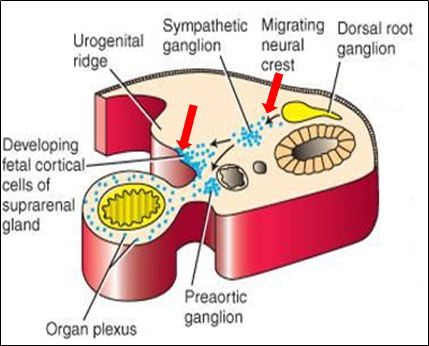 Urogenital
ridge
Sympathetic
ganglion
Migrating
neural
crest
Dorsal root
ganglion
Developing
fetal cortical
cells of
suprarenal
gland
Organ plexus
Preaortic
ganglion